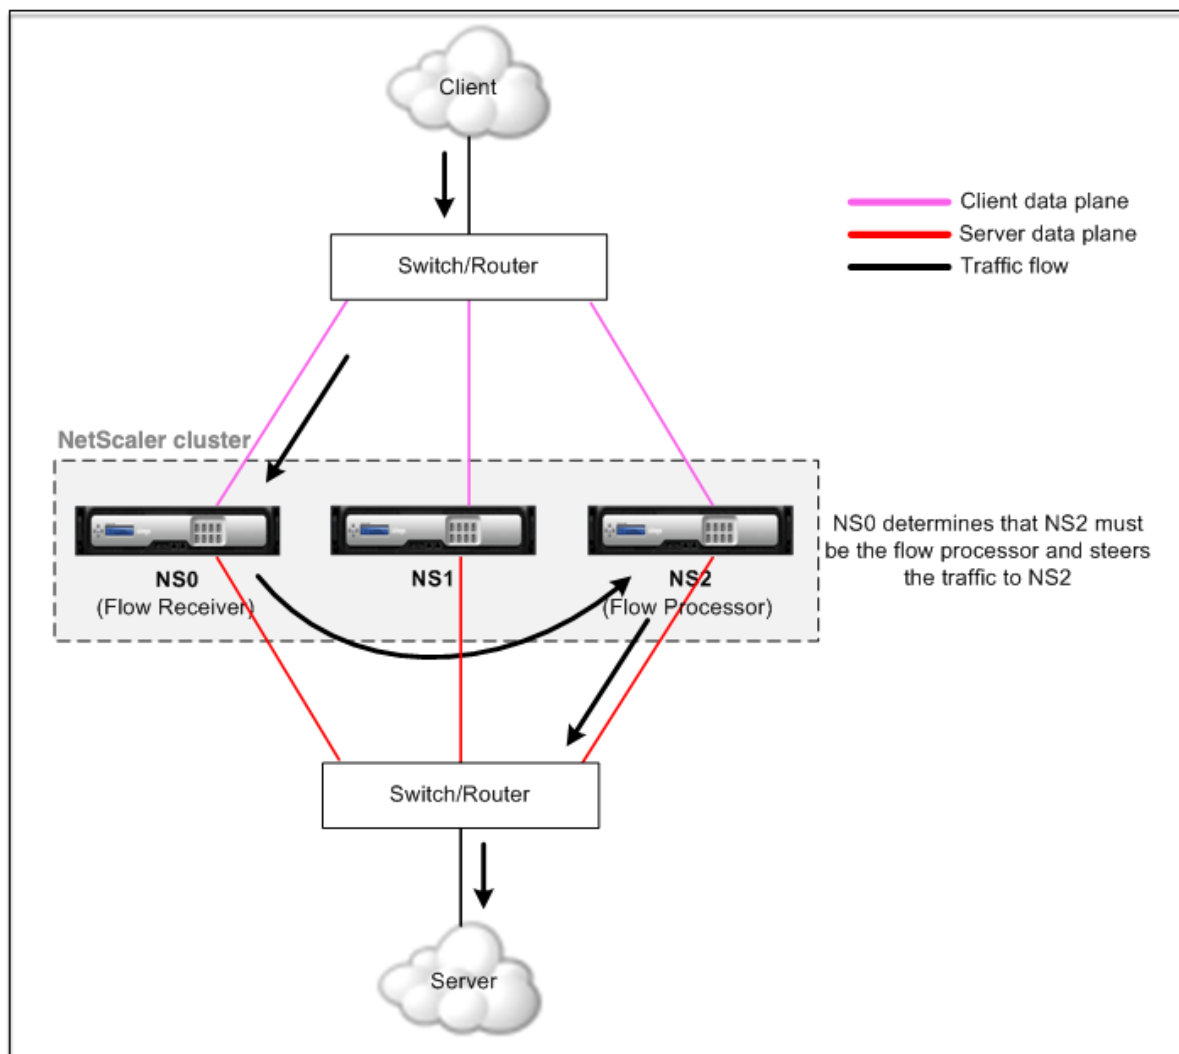 Client
Client data plane
Server data plane
Traffic flow
Switch/Router
NetScaler cluster
NS0
(Flow Receiver)
NS1
NS2
(Flow Processor)
NS0 determines that NS2 must
be the flow processor and steers
the traffic to NS2
Switch/Router
Server